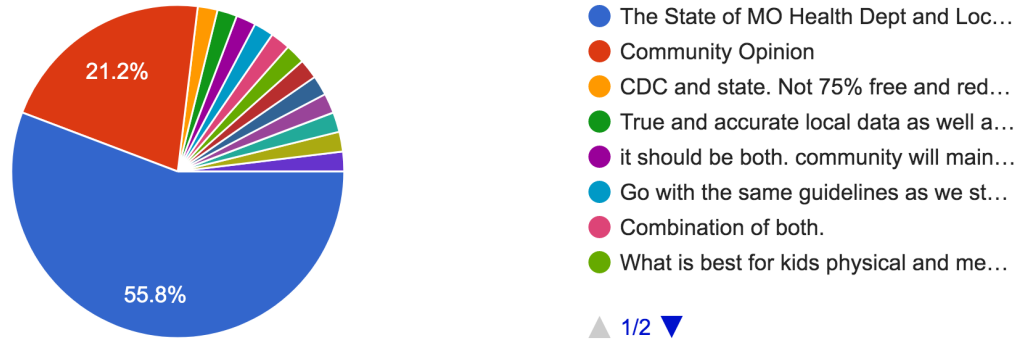 21.2%
55.8%
The State of MO Health Dept and Loc…
Community Opinion
CDC and state. Not 75% free and red…
True and accurate local data as well a…
it should be both. community will main…
Go with the same guidelines as we st…
Combination of both.
What is best for kids physical and me…
1/2